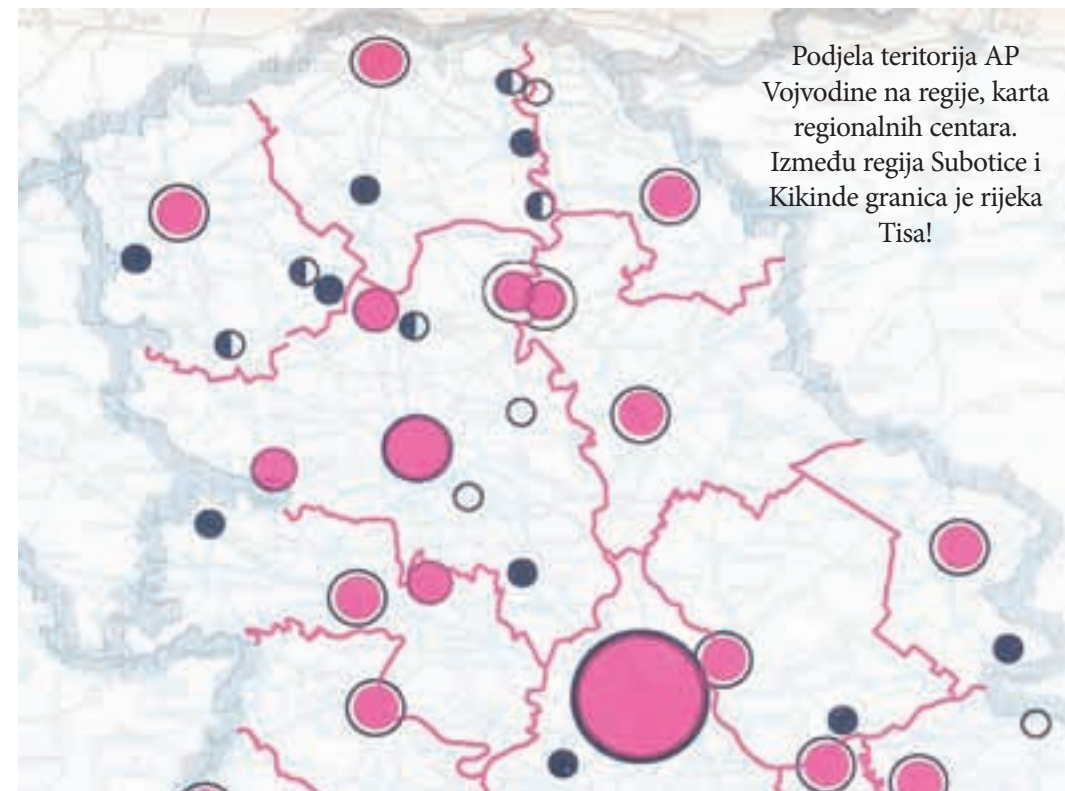 Podjela teritorija AP
Vojvodine na regije, karta
regionalnih centara.
Između regija Subotice i
Kikinde granica je rijeka
Tisa!